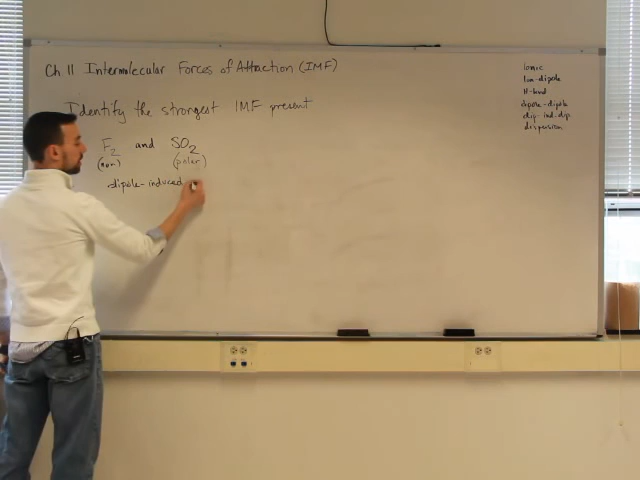 Ch 11 Intermolecular Forces of Attraction (IMF)
Identify the strongest IMF present
F2 and SO2
(non) (polar)
dipole-induced
Ionic
Ion-dipole
H-bond
dipole-dipole
dip-ind.dip
dispersion